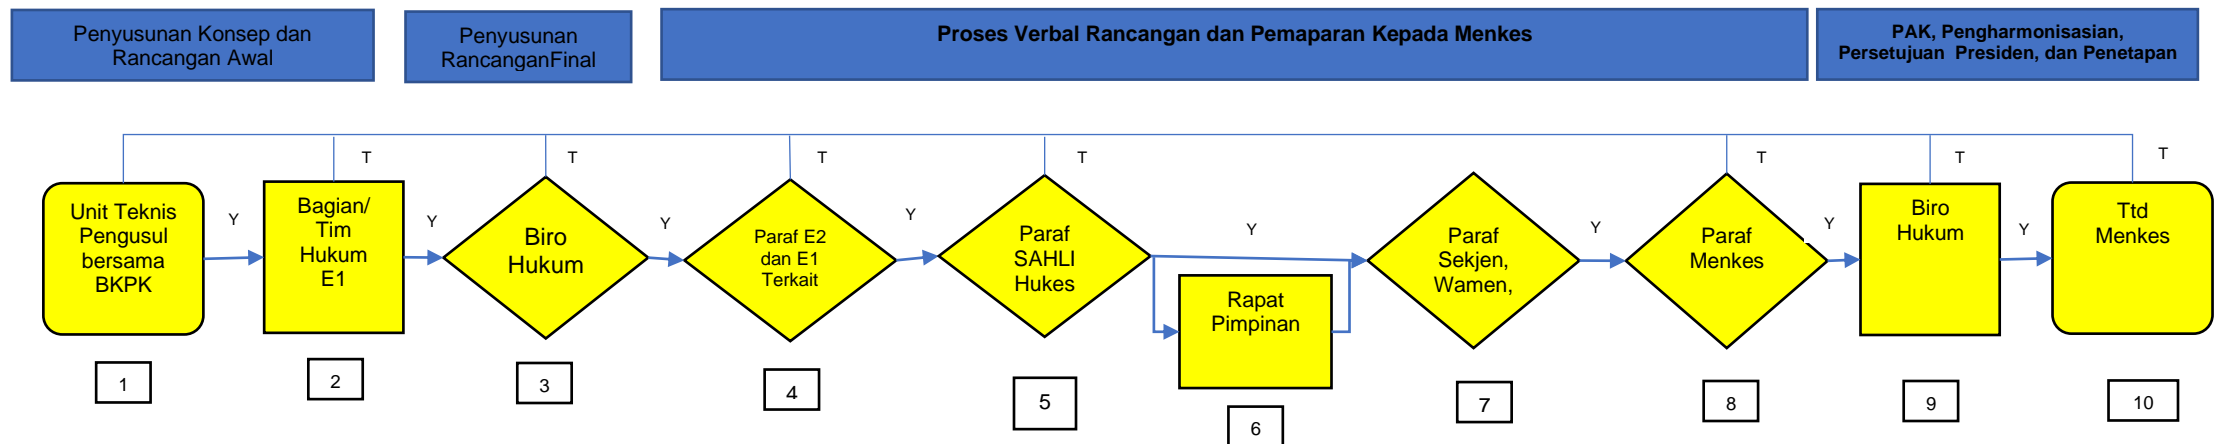 Penyusunan Konsep dan
Rancangan Awal
Penyusunan
RancanganFinal
Proses Verbal Rancangan dan Pemaparan Kepada Menkes
PAK, Pengharmonisasian,
Persetujuan Presiden, dan Penetapan
T
T
T
T
T
T
T
Unit Teknis
Pengusul
bersama
BKPK
Y
Bagian/
Tim
Hukum
E1
Y
Biro
Hukum
Y
Paraf E2
dan E1
Terkait
Y
Paraf
SAHLI
Hukes
Y
Rapat
Pimpinan
Paraf
Sekjen,
Wamen,
Y
Paraf
Menkes
Y
Biro
Hukum
Y
Ttd
Menkes
1
2
3
4
5
6
7
8
9
10